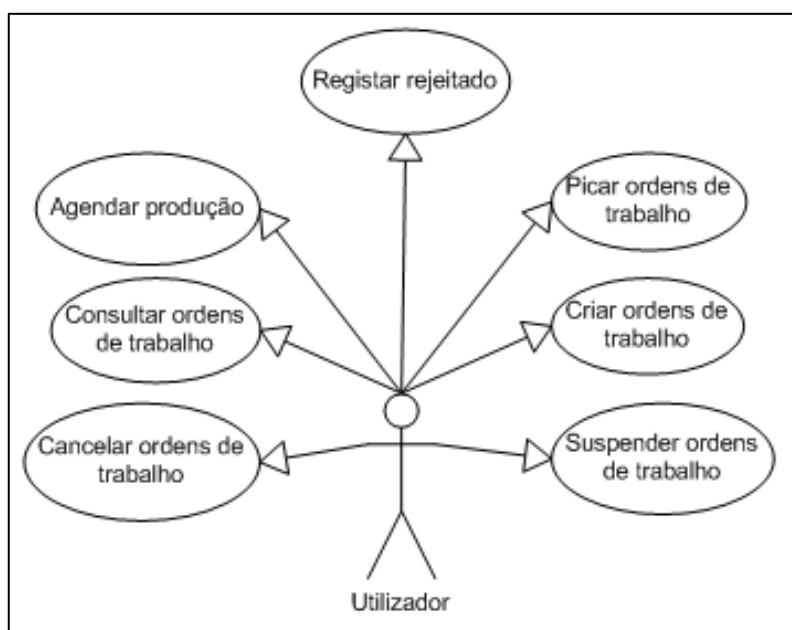 Registar rejeitado
Agendar produção
Picar ordens de
trabalho
Consultar ordens
de trabalho
Criar ordens de
trabalho
Cancelar ordens de
trabalho
Suspender ordens
de trabalho
Utilizador